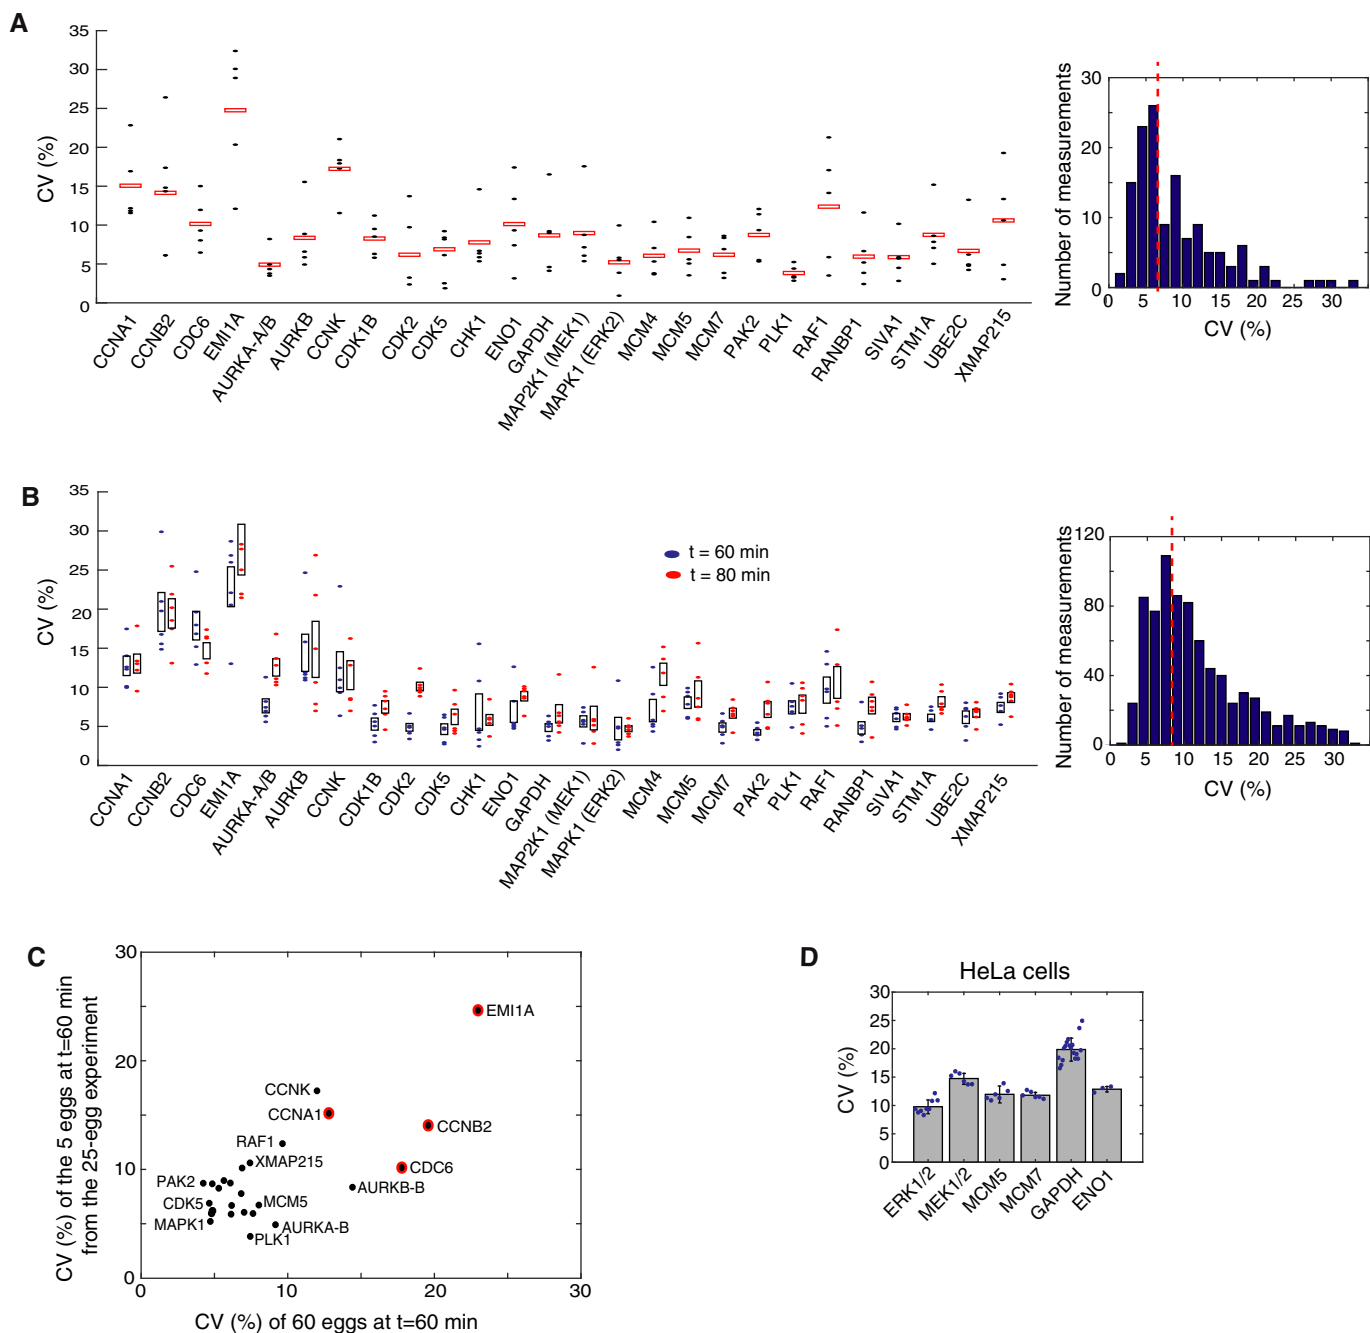 A
35
30
25
20
15
10
5
0
CV (%)
CCNA1
CCNB2
CDC6
EMI1A
AURKA-A/B
AURKB
CCNK
CDK1B
CDK2
CDK5
CHK1
ENO1
GAPDH
MAP2K1 (MEK1)
MAPK1 (ERK2)
MCM4
MCM5
MCM7
PAK2
PLK1
RAF1
RANBP1
SIVA1
STM1A
UBE2C
XMAP215
Number of measurements
30
20
10
0
0 5 10 15 20 25 30
CV (%)
B
35
30
25
20
15
10
5
0
CV (%)
t = 60 min
t = 80 min
CCNA1
CCNB2
CDC6
EMI1A
AURKA-A/B
AURKB
CCNK
CDK1B
CDK2
CDK5
CHK1
ENO1
GAPDH
MAP2K1 (MEK1)
MAPK1 (ERK2)
MCM4
MCM5
MCM7
PAK2
PLK1
RAF1
RANBP1
SIVA1
STM1A
UBE2C
XMAP215
Number of measurements
120
80
40
0
0 5 10 15 20 25 30
CV (%)
C
CV (%) of the 5 eggs at t=60 min
from the 25-egg experiment
30
20
10
0
EMI1A
CCNK
CCNA1
CCNB2
RAF1
XMAP215
CDC6
PAK2
AURKB-B
CDK5
MCM5
MAPK1
AURKA-B
PLK1
0 10 20 30
CV (%) of 60 eggs at t=60 min
D
HeLa cells
30
25
20
15
10
5
0
CV (%)
ERK1/2
MEK1/2
MCM5
MCM7
GAPDH
ENO1